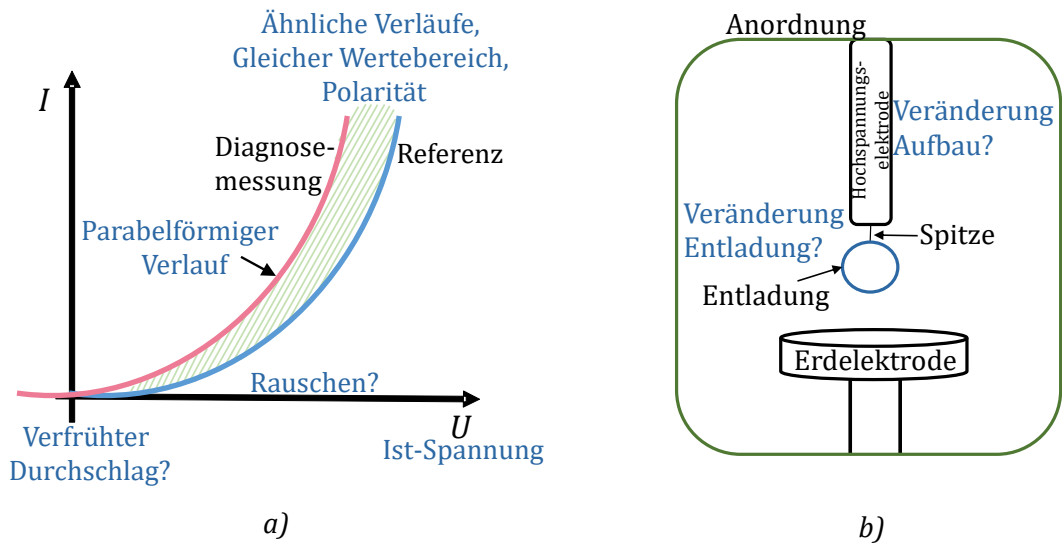 Ähnliche Verläufe,
Gleicher Wertebereich,
Polarität
I
Diagnose-
messung
Referenz
Parabelförmiger
Verlauf
Rauschen?
U
Verfrühter
Durchschlag?
Ist-Spannung
a)
Anordnung
Hochspannungs-
elektrode
Veränderung
Aufbau?
Veränderung
Entladung?
Spitze
Entladung
Erdelektrode
b)